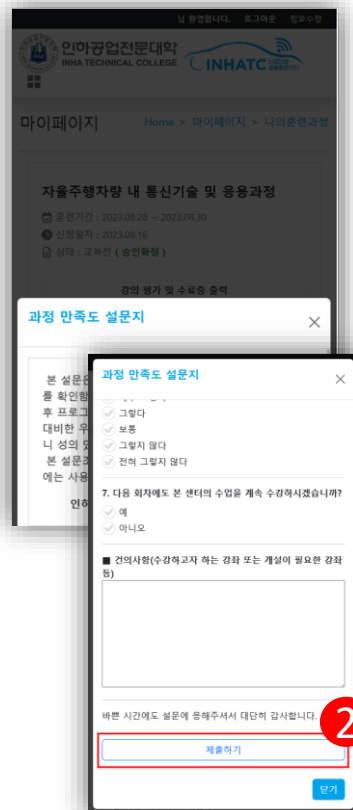 님 환영합니다. 로그아웃 정보수정
인하공업전문대학
INHA TECHNICAL COLLEGE
INHATC
마이페이지
Home > 마이페이지 > 나의훈련과정
자율주행차량 내 통신기술 및 응용과정
훈련기간 : 2023.08.28 ~ 2023.08.30
신청일자 : 2023.08.16
상태 : 교육전 ( 승인확정 )
강의 평가 및 수료증 출력
과정 만족도 설문지
본 설문은
를 확인함
후 프로그
대비한 우
니 성의 있
본 설문조
에는 사용
인하
과정 만족도 설문지
그렇다
보통
그렇지 않다
전혀 그렇지 않다
7. 다음 회차에도 본 센터의 수업을 계속 수강하시겠습니까?
예
아니오
■ 건의사항(수강하고자 하는 강좌 또는 개설이 필요한 강좌
등)
바쁜 시간에도 설문에 응해주셔서 대단히 감사합니다.
2
제출하기
닫기